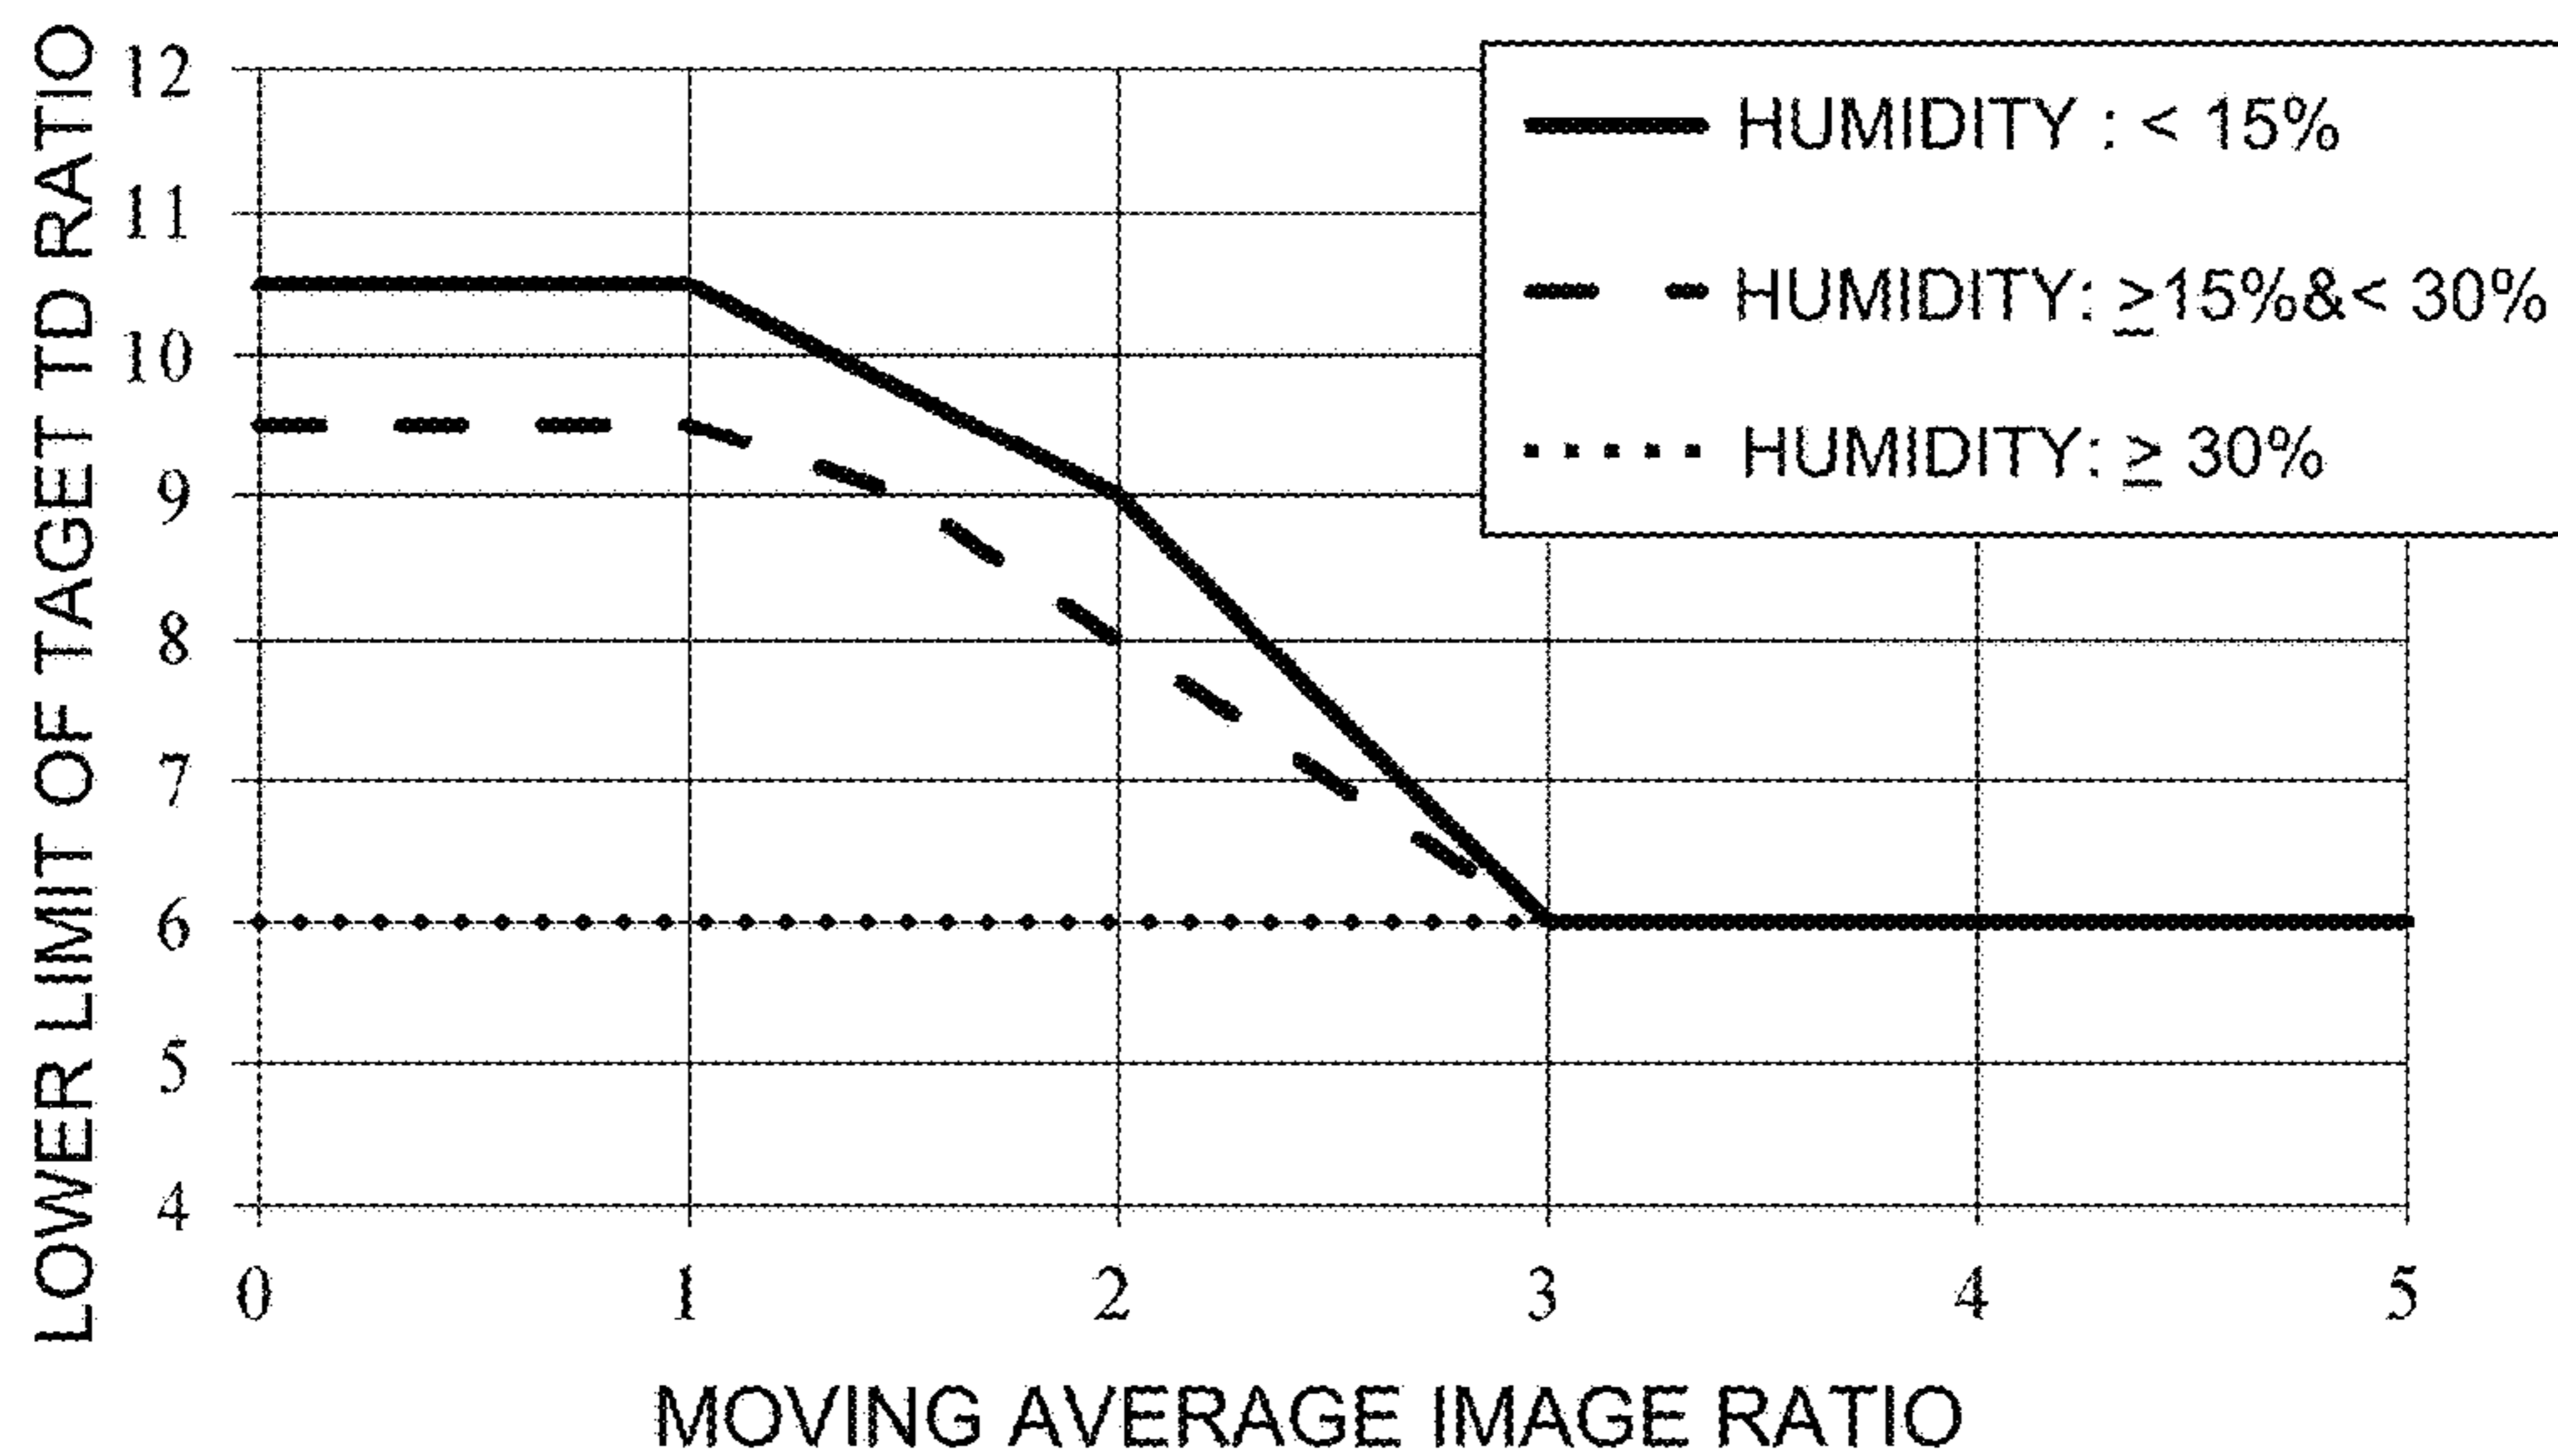 LOWER LIMIT OF TAGET TD RATIO
12
11
10
9
8
7
6
5
4
0 1 2 3 4 5
MOVING AVERAGE IMAGE RATIO
HUMIDITY : < 15%
HUMIDITY: ≥15%&< 30%
HUMIDITY: ≥ 30%